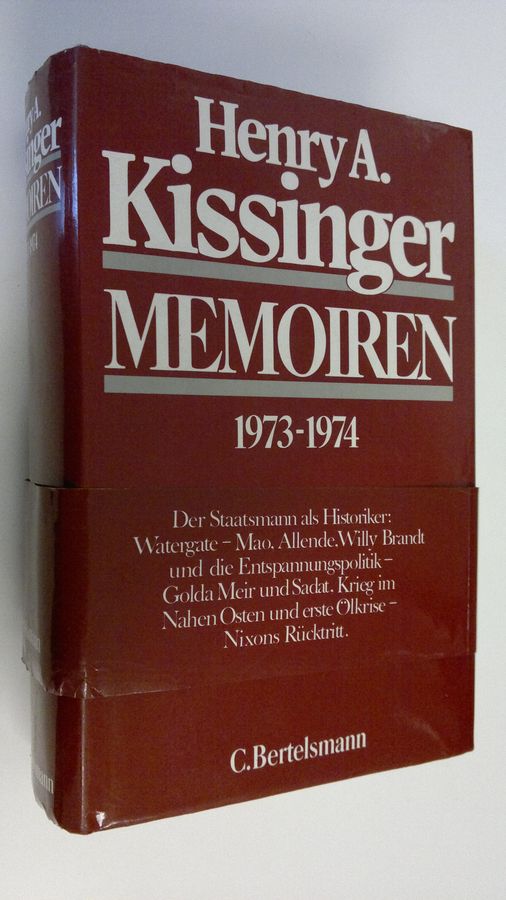 Henry A.
Kissinger
MEMOIREN
1973-1974
Der Staatsmann als Historiker:
Watergate – Mao, Allende, Willy Brandt
und die Entspannungspolitik –
Golda Meir und Sadat, Krieg im
Nahen Osten und erste Ölkrise –
Nixons Rücktritt.
C. Bertelsmann